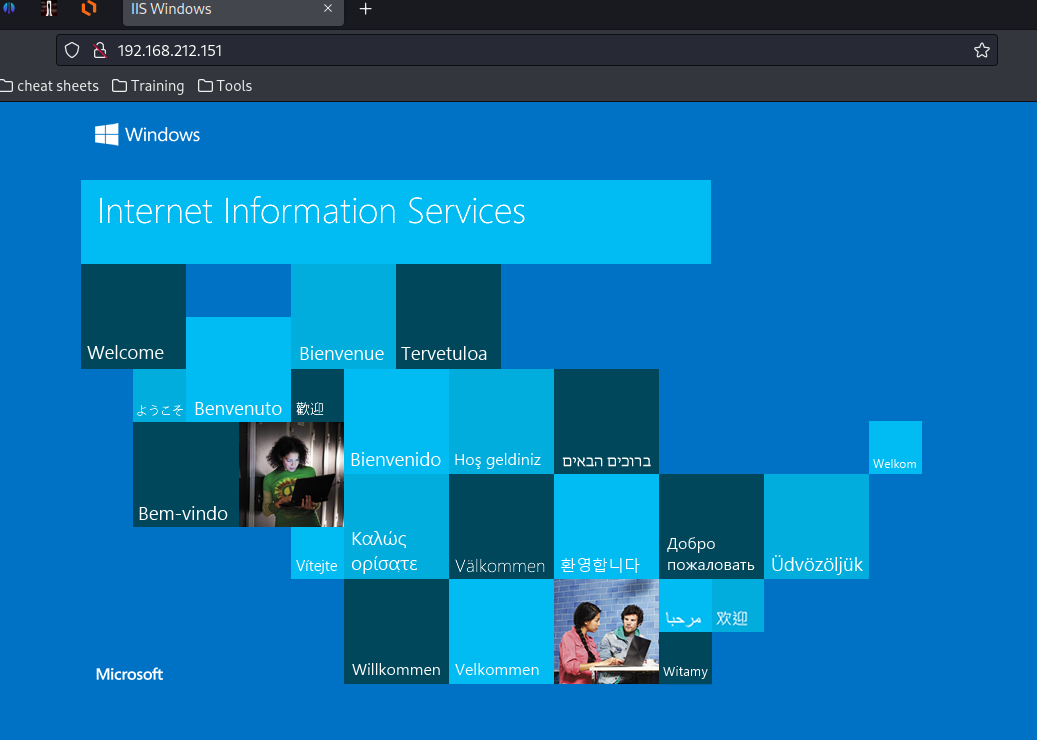 IIS Windows
192.168.212.151
cheat sheets
Training
Tools
Windows
Internet Information Services
Welcome
Bienvenue
Tervetuloa
ようこそ
Benvenuto
歡迎
Bienvenido
Hoş geldiniz
ברוכים הבאים
Welkom
Bem-vindo
Vítejte
Καλώς
ορίσατε
Välkommen
환영합니다
Добро
пожаловать
Üdvözöljük
Microsoft
Willkommen
Velkommen
مرحبا
欢迎
Witamy